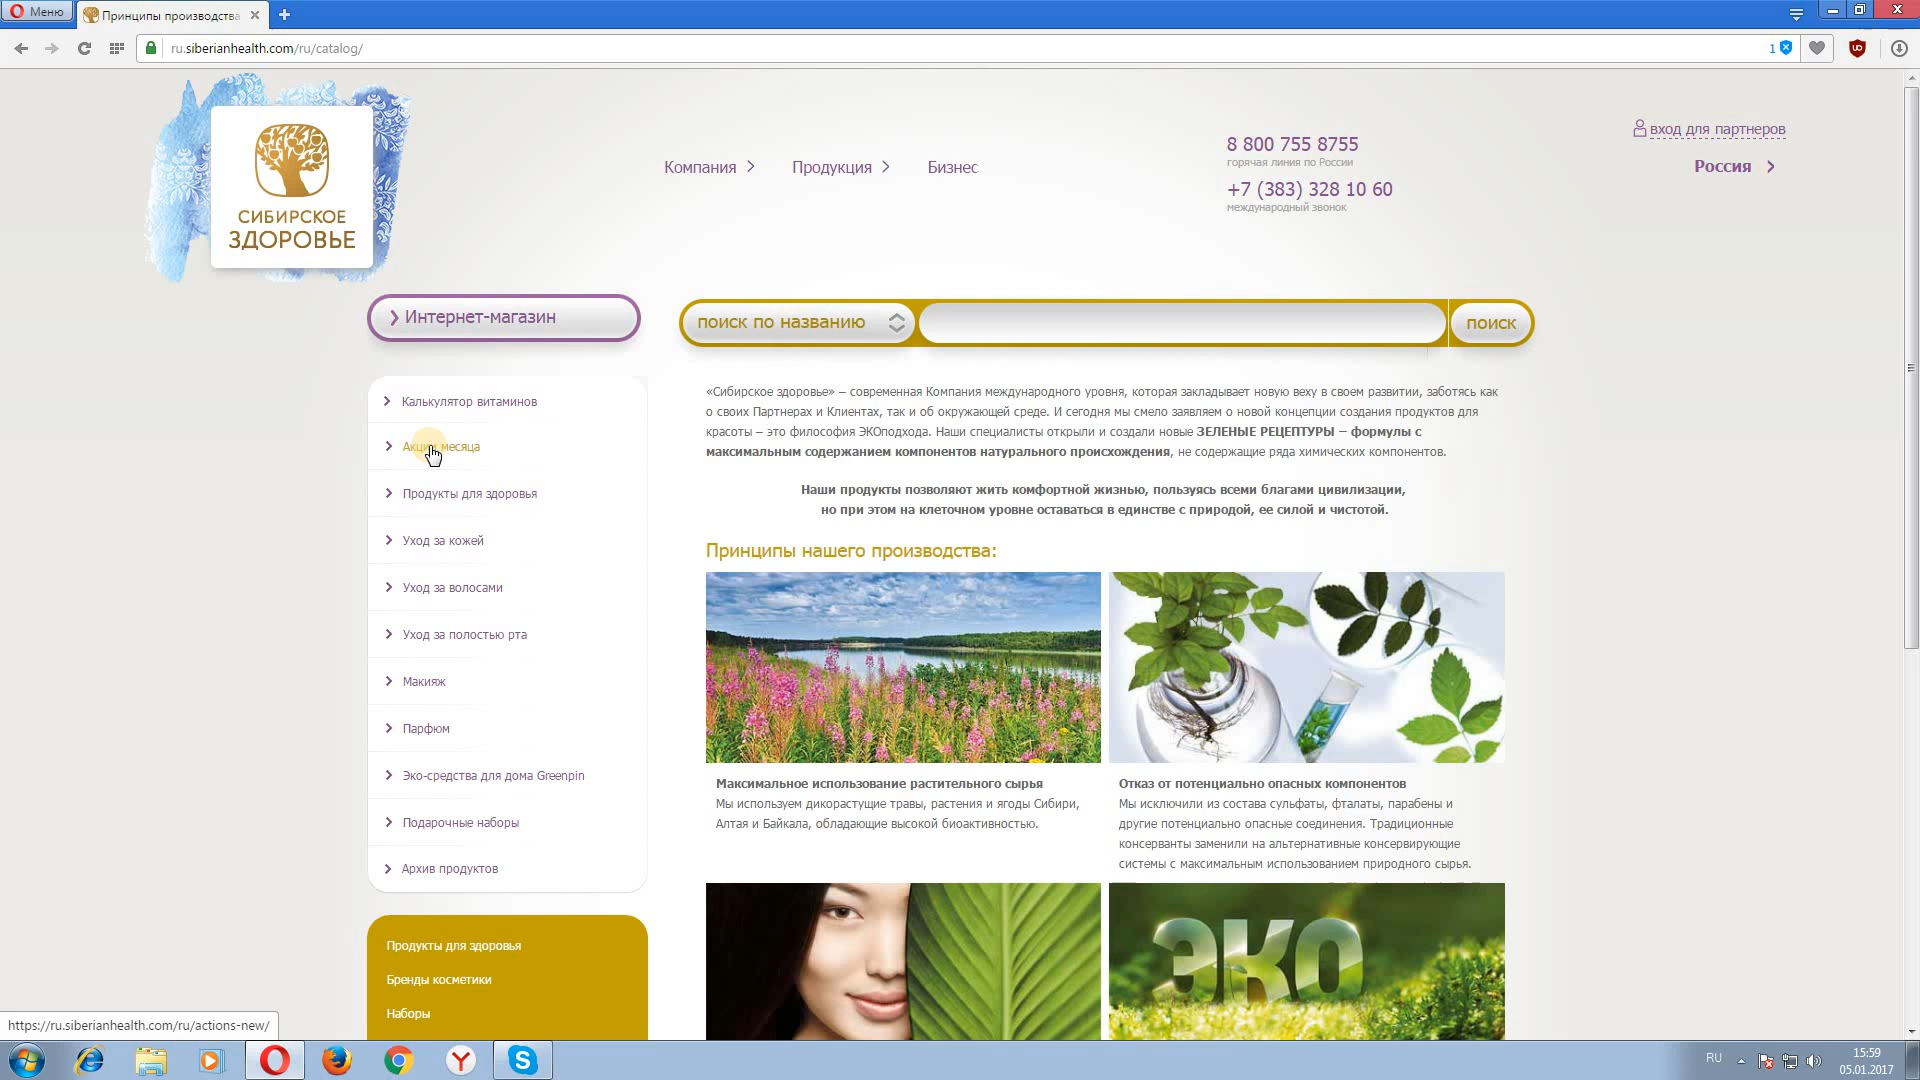 Меню
Принципы производства
ru.siberianhealth.com/ru/catalog/
1
СИБИРСКОЕ
ЗДОРОВЬЕ
Компания
Продукция
Бизнес
8 800 755 8755
горячая линия по России
+7 (383) 328 10 60
международный звонок
вход для партнеров
Россия
Интернет-магазин
поиск по названию
поиск
Калькулятор витаминов
Акции месяца
Продукты для здоровья
Уход за кожей
Уход за волосами
Уход за полостью рта
Макияж
Парфюм
Эко-средства для дома Greenpin
Подарочные наборы
Архив продуктов
Продукты для здоровья
Бренды косметики
Наборы
«Сибирское здоровье» – современная Компания международного уровня, которая закладывает новую веху в своем развитии, заботясь как
о своих Партнерах и Клиентах, так и об окружающей среде. И сегодня мы смело заявляем о новой концепции создания продуктов для
красоты – это философия ЭКОподхода. Наши специалисты открыли и создали новые ЗЕЛЕНЫЕ РЕЦЕПТУРЫ – формулы с
максимальным содержанием компонентов натурального происхождения, не содержащие ряда химических компонентов.
Наши продукты позволяют жить комфортной жизнью, пользуясь всеми благами цивилизации,
но при этом на клеточном уровне оставаться в единстве с природой, ее силой и чистотой.
Принципы нашего производства:
Максимальное использование растительного сырья
Мы используем дикорастущие травы, растения и ягоды Сибири,
Алтая и Байкала, обладающие высокой биоактивностью.
Отказ от потенциально опасных компонентов
Мы исключили из состава сульфаты, фталаты, парабены и
другие потенциально опасные соединения. Традиционные
консерванты заменили на альтернативные консервирующие
системы с максимальным использованием природного сырья.
ЭКО
https://ru.siberianhealth.com/ru/actions-new/
RU
15:59
05.01.2017